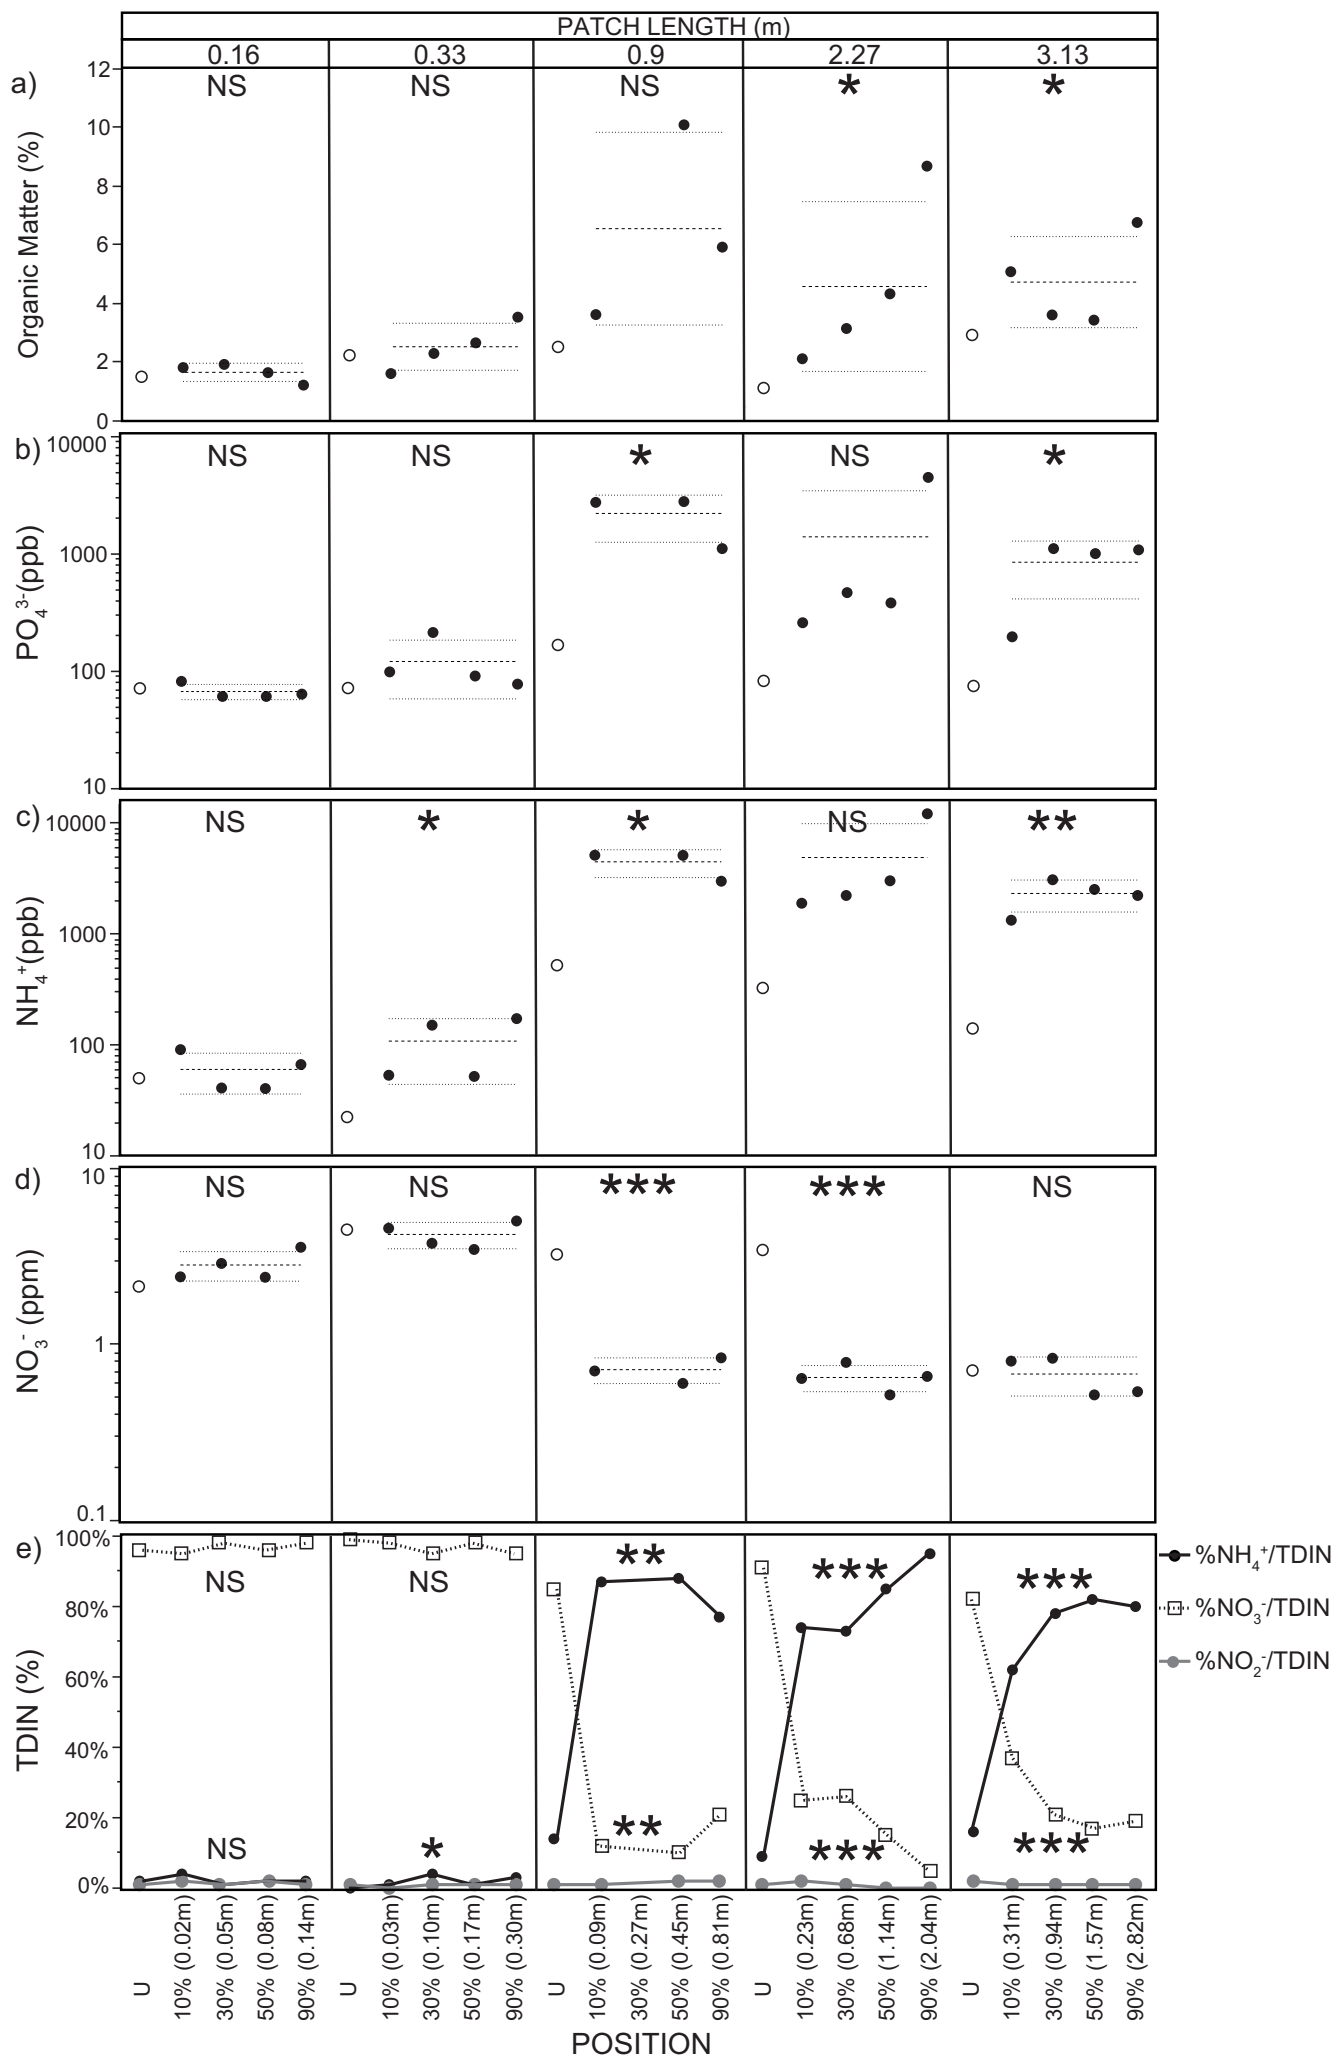 PATCH LENGTH (m)
0.16 0.33 0.9 2.27 3.13
a)
Organic Matter (%)
12
10
8
6
4
2
0
NS NS NS * *
b)
PO₄³⁻(ppb)
10000
1000
100
10
NS NS * NS *
c)
NH₄⁺(ppb)
10000
1000
100
10
NS * * NS **
d)
NO₃⁻ (ppm)
10
1
0.1
NS NS *** *** NS
e)
TDIN (%)
100%
80%
60%
40%
20%
0%
NS NS ** *** ***
NS * ** *** ***
%NH₄⁺/TDIN
%NO₃⁻/TDIN
%NO₂⁻/TDIN
U
10% (0.02m)
30% (0.05m)
50% (0.08m)
90% (0.14m)
U
10% (0.03m)
30% (0.10m)
50% (0.17m)
90% (0.30m)
U
10% (0.09m)
30% (0.27m)
50% (0.45m)
90% (0.81m)
U
10% (0.23m)
30% (0.68m)
50% (1.14m)
90% (2.04m)
U
10% (0.31m)
30% (0.94m)
50% (1.57m)
90% (2.82m)
POSITION